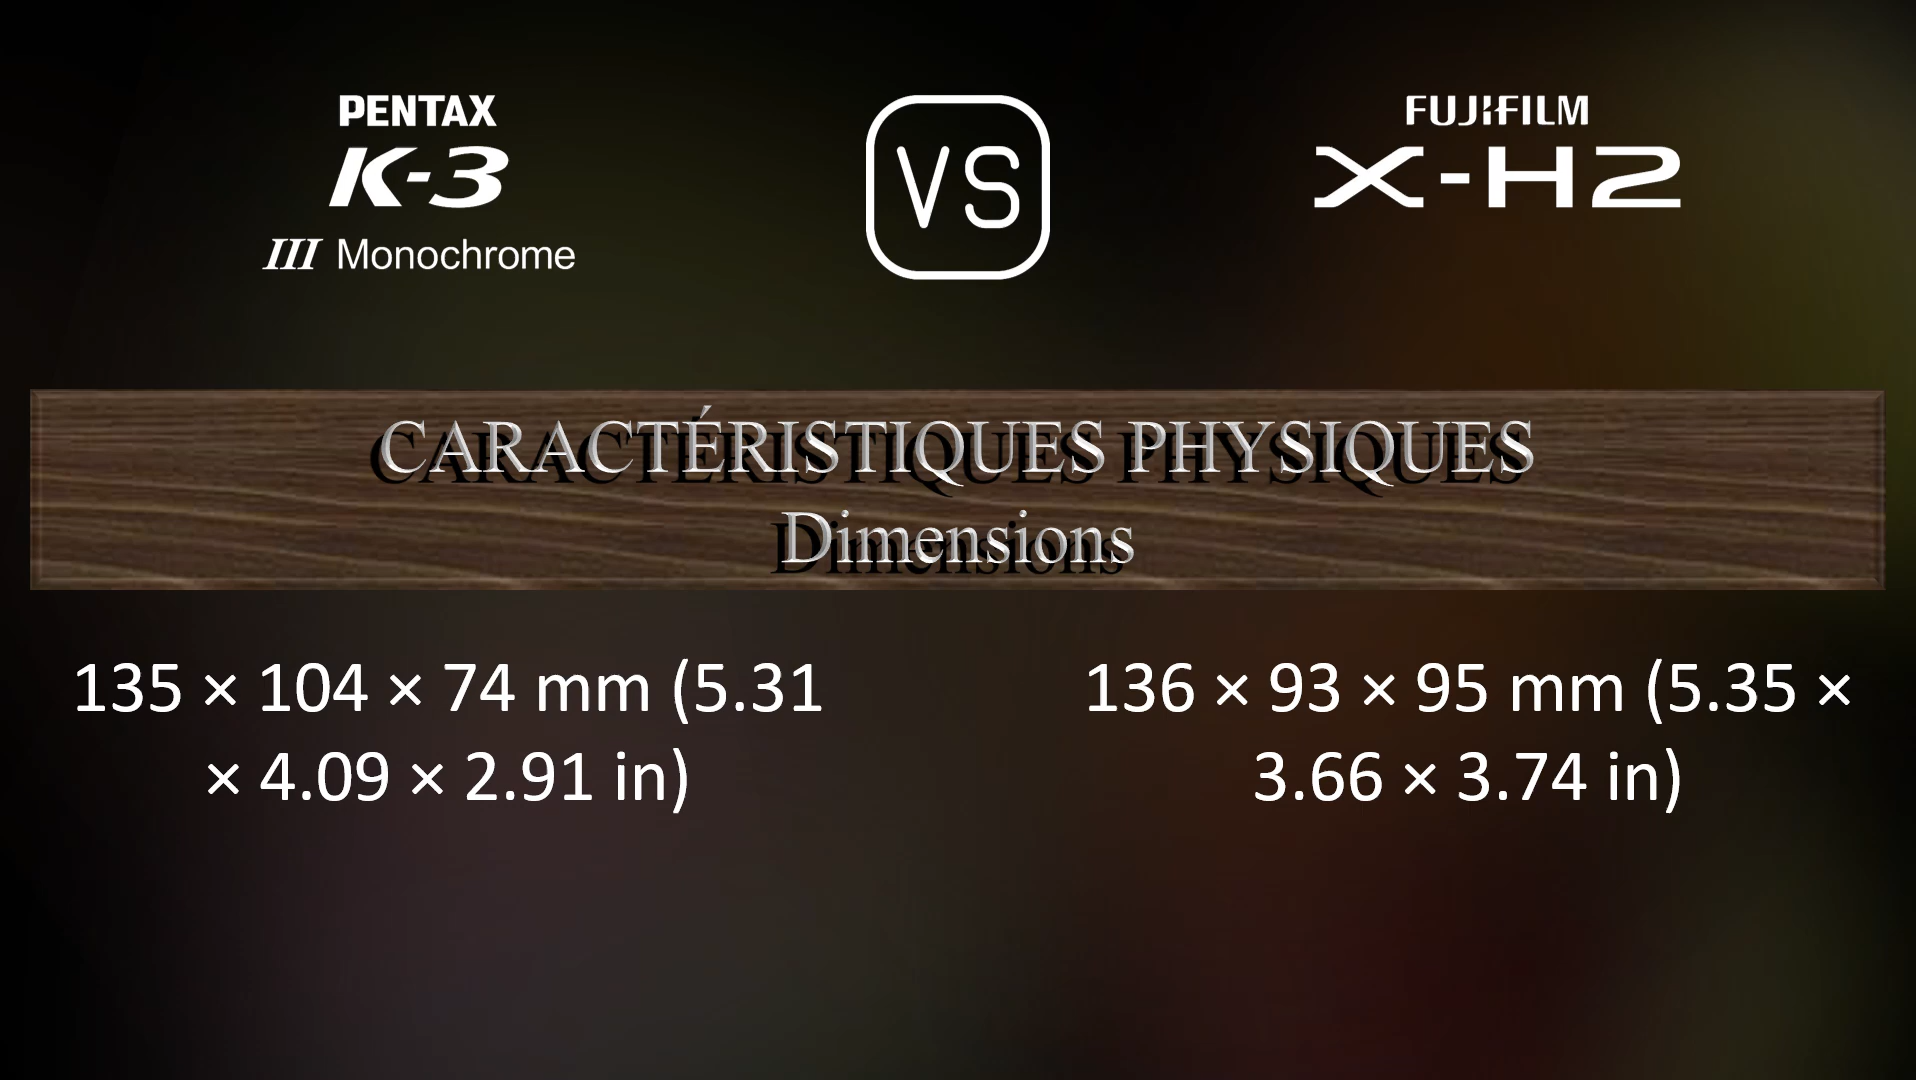 PENTAX
K-3
III Monochrome
VS
FUJIFILM
X-H2
CARACTÉRISTIQUES PHYSIQUES
Dimensions
135 × 104 × 74 mm (5.31
× 4.09 × 2.91 in)
136 × 93 × 95 mm (5.35 ×
3.66 × 3.74 in)